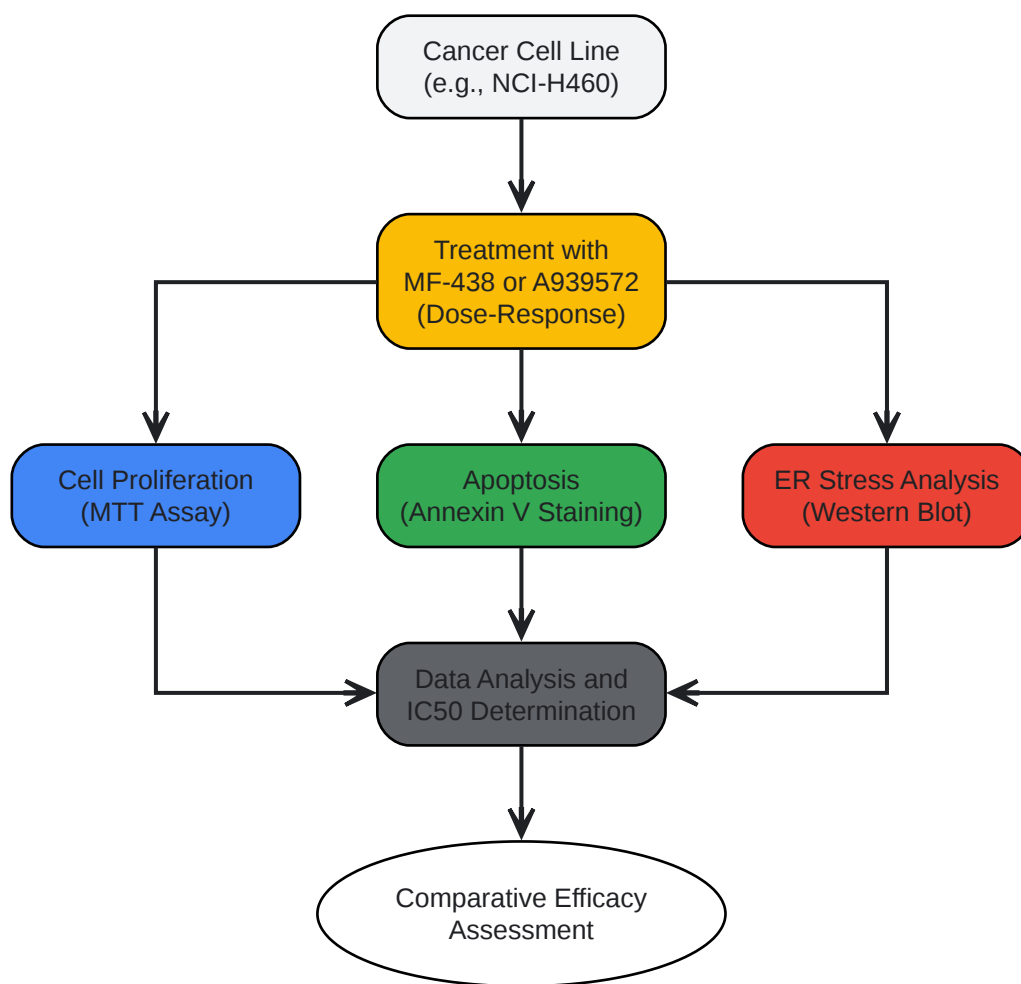 Cancer Cell Line
(e.g., NCI-H460)
Treatment with
MF-438 or A939572
(Dose-Response)
Cell Proliferation
(MTT Assay)
Apoptosis
(Annexin V Staining)
ER Stress Analysis
(Western Blot)
Data Analysis and
IC50 Determination
Comparative Efficacy
Assessment